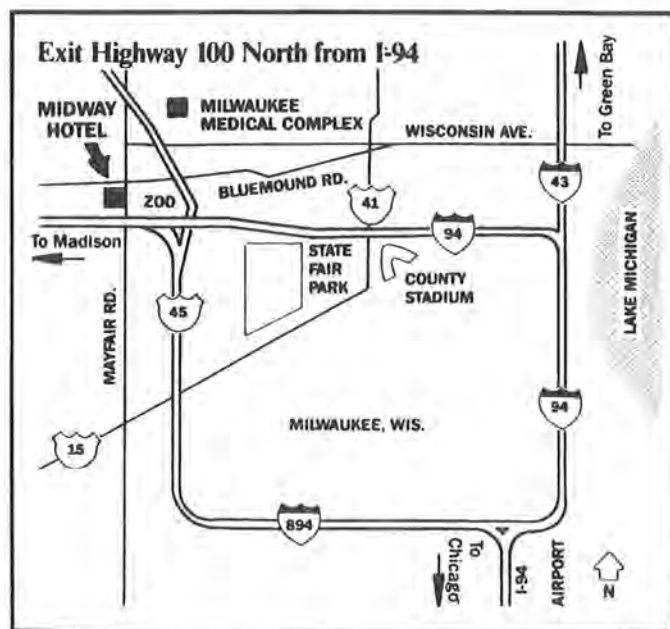 Exit Highway 100 North from I-94
To Green Bay
MIDWAY
HOTEL
MILWAUKEE
MEDICAL COMPLEX
WISCONSIN AVE.
BLUEMOUND RD.
ZOO
41
43
94
To Madison
STATE
FAIR
PARK
COUNTY
STADIUM
LAKE MICHIGAN
MAYFAIR RD.
45
94
MILWAUKEE, WIS.
15
894
To
Chicago
I-94
AIRPORT
N